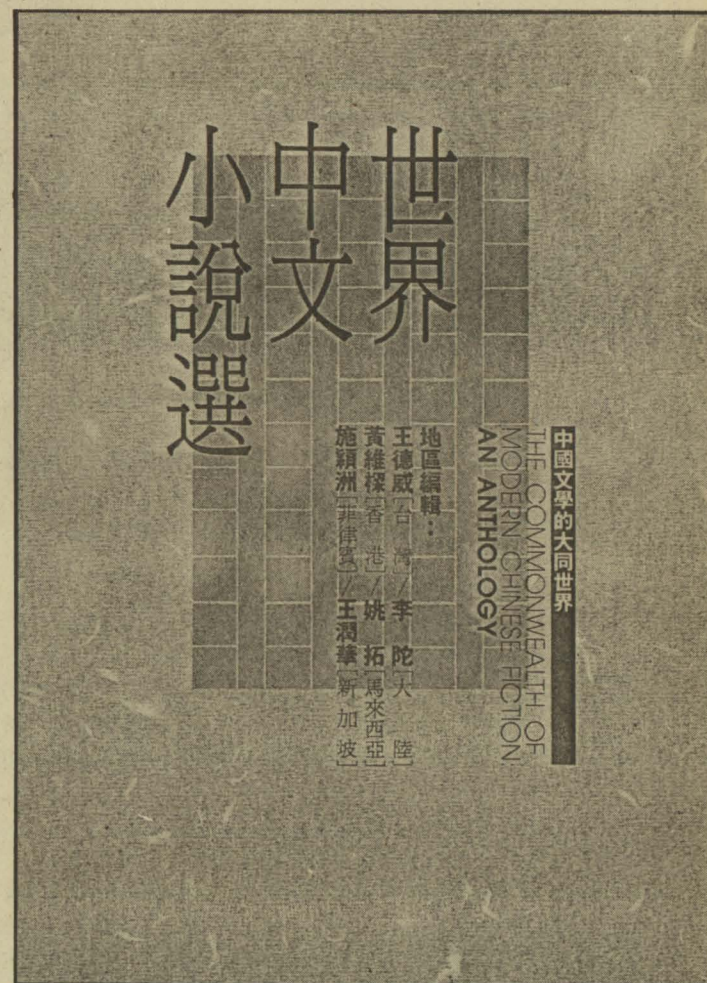 世界
中文
小說選
中國文學的大同世界
THE COMMONWEALTH OF
MODERN CHINESE FICTION
AN ANTHOLOGY
地區編輯：
王德威［台灣］/李陀［大陸］
黃維樑［香港］/姚拓［馬來西亞］
施穎洲［菲律賓］/王潤華［新加坡］